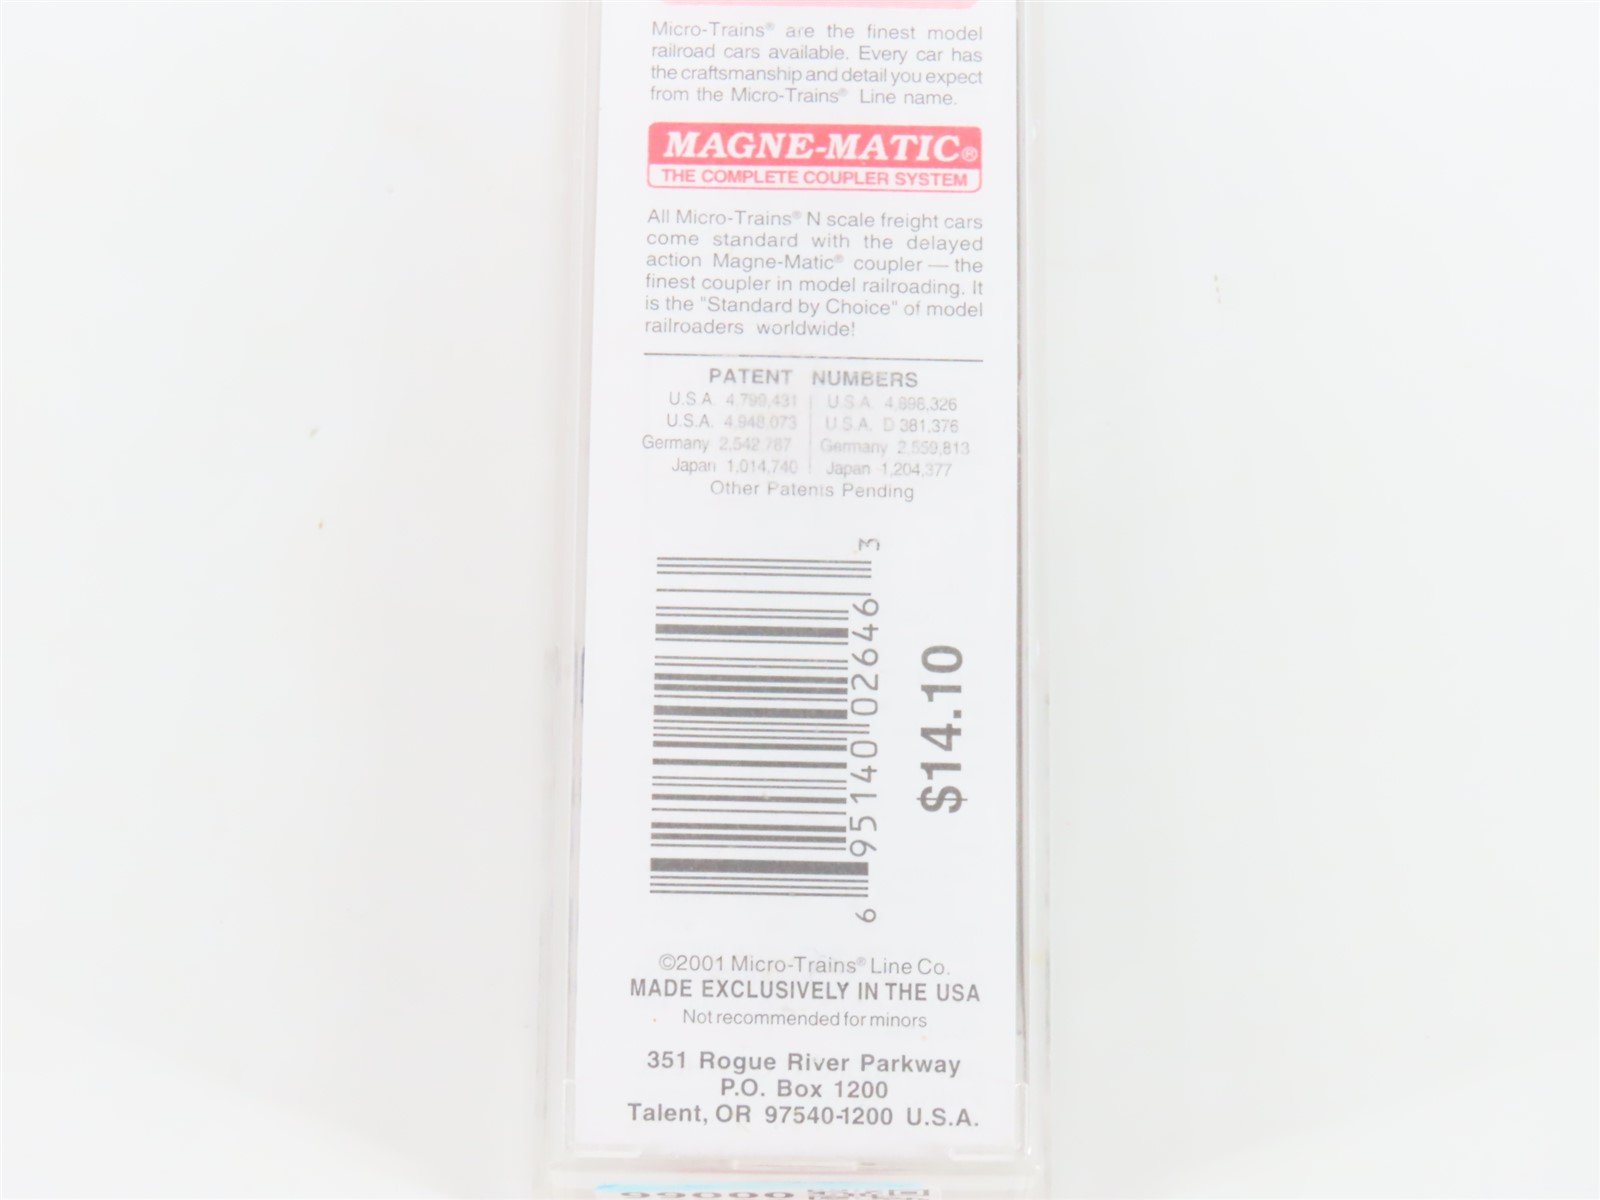 Micro-Trains® are the finest model
railroad cars available. Every car has
the craftsmanship and detail you expect
from the Micro-Trains® Line name.
MAGNE-MATIC®
THE COMPLETE COUPLER SYSTEM
All Micro-Trains® N scale freight cars
come standard with the delayed
action Magne-Matic® coupler — the
finest coupler in model railroading. It
is the "Standard by Choice" of model
railroaders worldwide!
PATENT NUMBERS
U.S.A. 4,799,431 U.S.A. 4,898,326
U.S.A. 4,948,073 U.S.A. D 381,376
Germany 2,542,787 Germany 2,559,813
Japan 1,014,740 Japan 1,204,377
Other Patents Pending
6 95140 02646 3
$14.10
©2001 Micro-Trains® Line Co.
MADE EXCLUSIVELY IN THE USA
Not recommended for minors
351 Rogue River Parkway
P.O. Box 1200
Talent, OR 97540-1200 U.S.A.